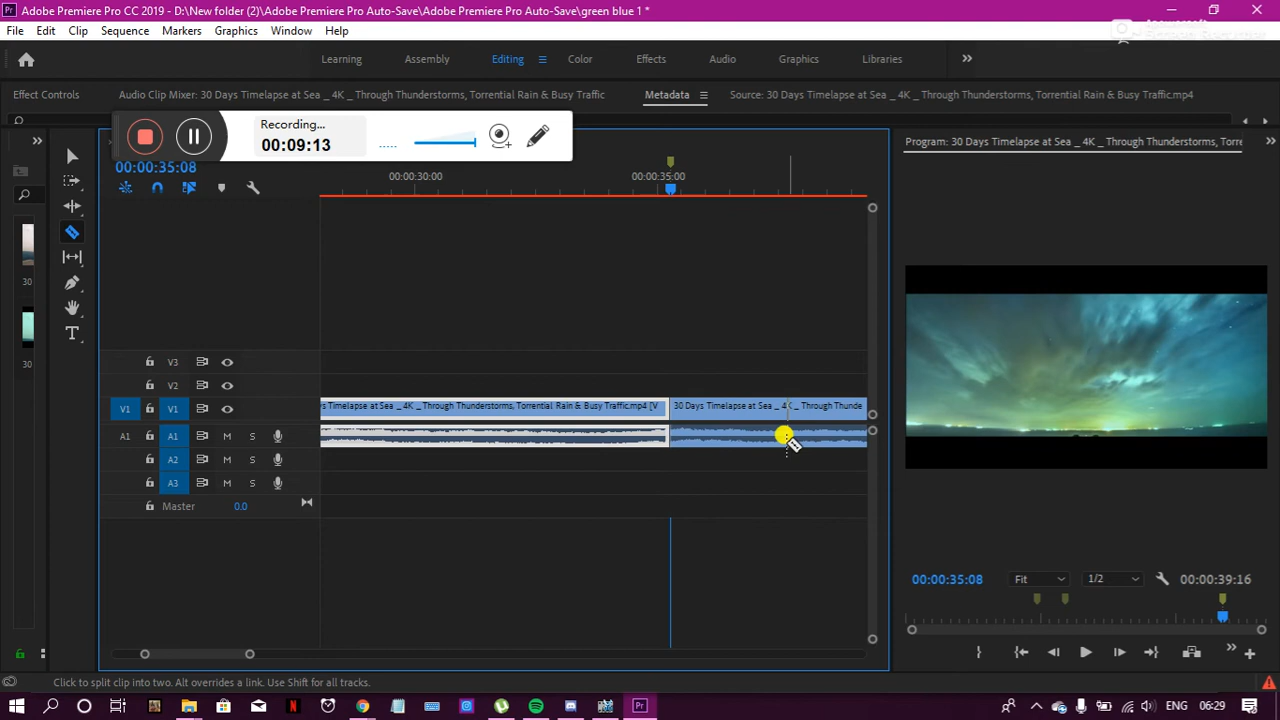 Adobe Premiere Pro CC 2019 - D:\New folder (2)\Adobe Premiere Pro Auto-Save\Adobe Premiere Pro Auto-Save\green blue 1 *
File Edit Clip Sequence Markers Graphics Window Help
Screen Recorder
Learning Assembly Editing Color Effects Audio Graphics Libraries
Effect Controls Audio Clip Mixer: 30 Days Timelapse at Sea _ 4K _ Through Thunderstorms, Torrential Rain & Busy Traffic Metadata Source: 30 Days Timelapse at Sea _ 4K _ Through Thunderstorms, Torrential Rain & Busy Traffic.mp4
Recording...
00:09:13
Program: 30 Days Timelapse at Sea _ 4K _ Through Thunderstorms, Torre
00:00:35:08
00:00:30:00 00:00:35:00
30
30
V3
V2
V1 V1
s Timelapse at Sea _ 4K _ Through Thunderstorms, Torrential Rain & Busy Traffic.mp4 [V 30 Days Timelapse at Sea _ 4K _ Through Thunde
A1 A1 M S
A2 M S
A3 M S
Master 0.0
00:00:35:08 Fit 1/2 00:00:39:16
Click to split clip into two. Alt overrides a link. Use Shift for all tracks.
Pr ENG 06:29